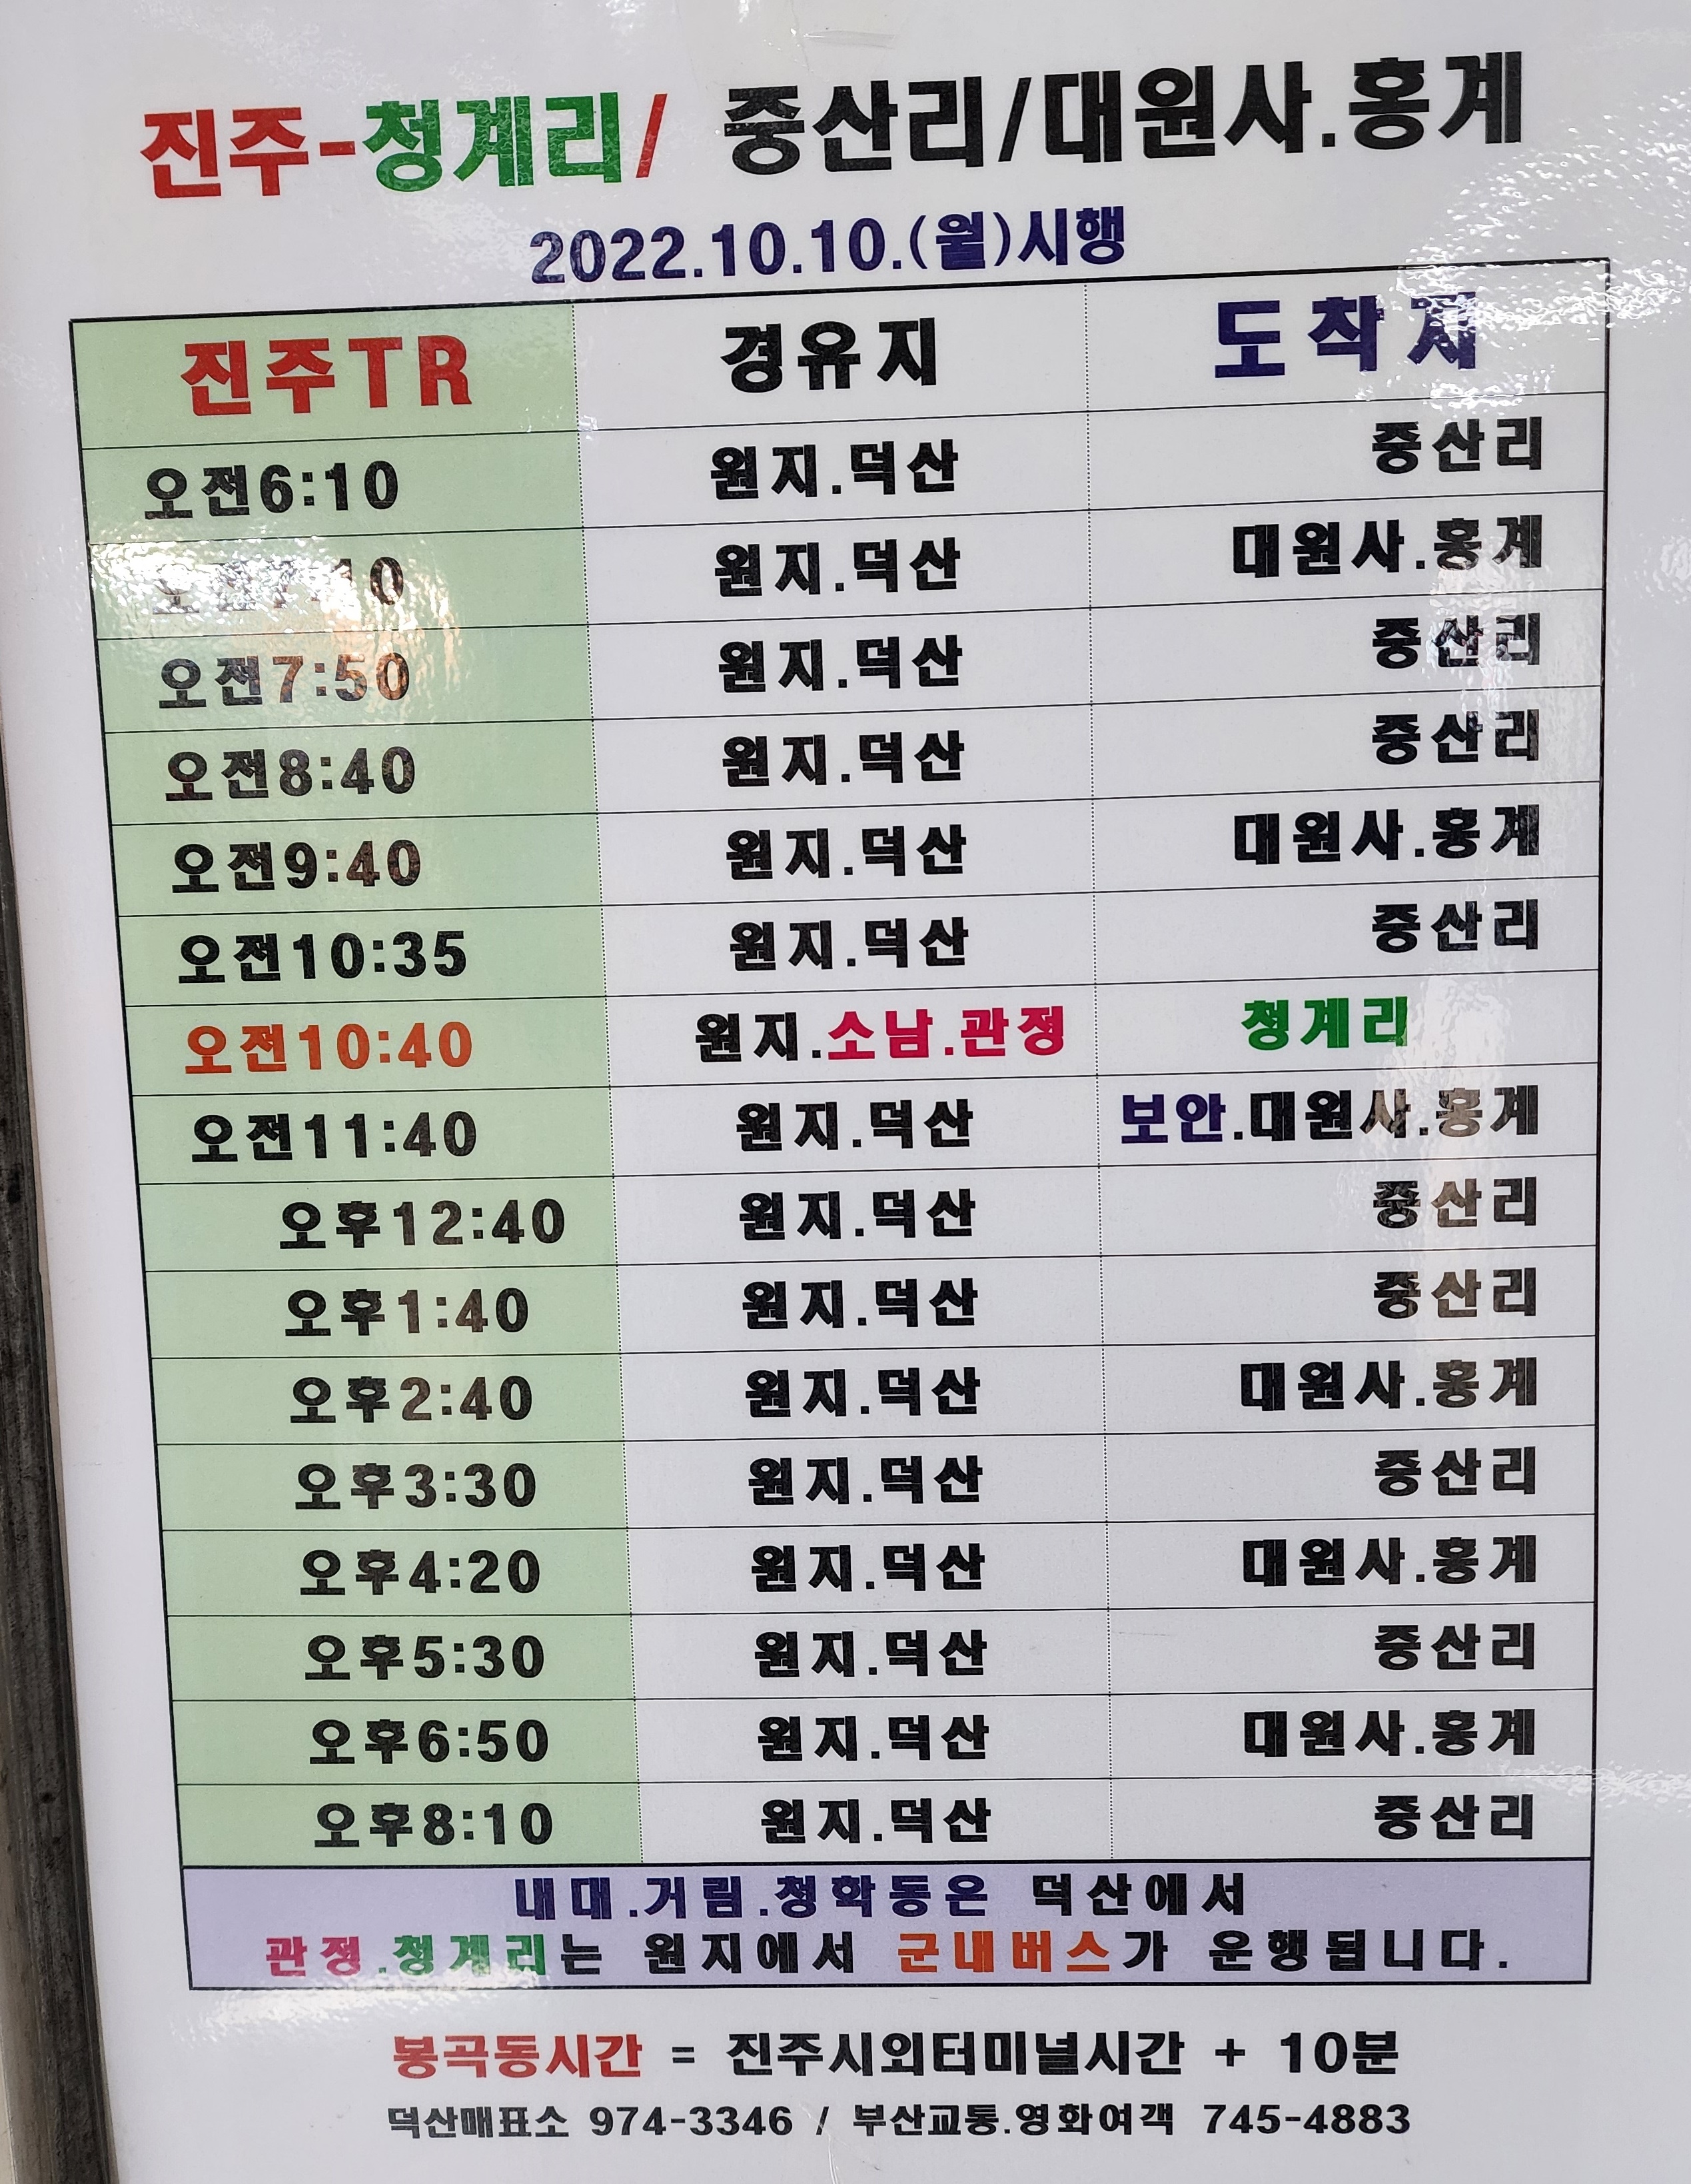 진주-청계리/ 중산리/대원사.홍계
2022.10.10.(월)시행
진주TR 경유지 도착지
오전6:10 원지.덕산 중산리
원지.덕산 대원사.홍계
오전7:50 원지.덕산 중산리
오전8:40 원지.덕산 중산리
오전9:40 원지.덕산 대원사.홍계
오전10:35 원지.덕산 중산리
오전10:40 원지.소남.관정 청계리
오전11:40 원지.덕산 보안.대원사.홍계
오후12:40 원지.덕산 중산리
오후1:40 원지.덕산 중산리
오후2:40 원지.덕산 대원사.홍계
오후3:30 원지.덕산 중산리
오후4:20 원지.덕산 대원사.홍계
오후5:30 원지.덕산 중산리
오후6:50 원지.덕산 대원사.홍계
오후8:10 원지.덕산 중산리
내대.거림.청학동은 덕산에서
관정.청계리는 원지에서 군내버스가 운행됩니다.
봉곡동시간 = 진주시외터미널시간 + 10분
덕산매표소 974-3346 / 부산교통.영화여객 745-4883